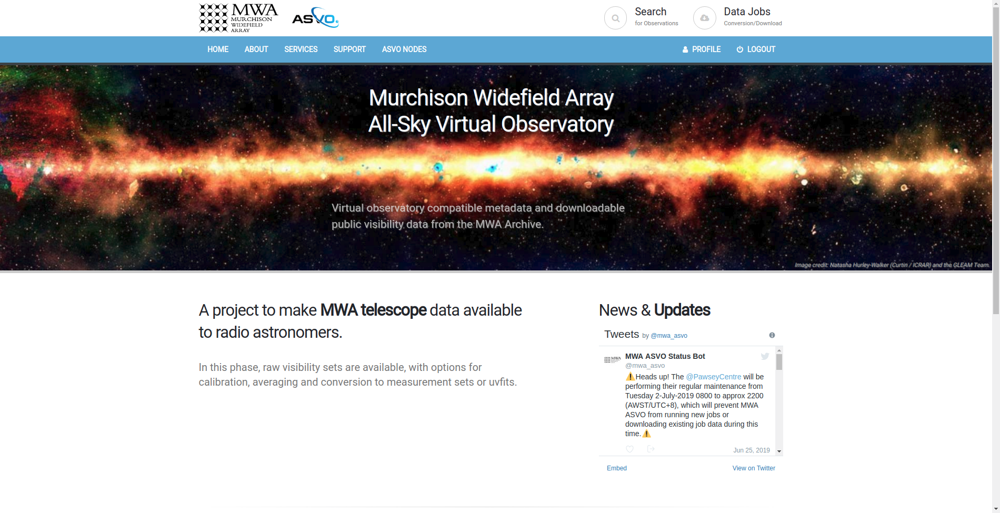 MWA
MURCHISON
WIDEFIELD
ARRAY
ASVO.
Search
for Observations
Data Jobs
Conversion/Download
HOME
ABOUT
SERVICES
SUPPORT
ASVO NODES
PROFILE
LOGOUT
Murchison Widefield Array
All-Sky Virtual Observatory
Virtual observatory compatible metadata and downloadable
public visibility data from the MWA Archive.
Image credit: Natasha Hurley-Walker (Curtin / ICRAR) and the GLEAM Team.
A project to make MWA telescope data available
to radio astronomers.
In this phase, raw visibility sets are available, with options for
calibration, averaging and conversion to measurement sets or uvfits.
News & Updates
Tweets by @mwa_asvo
MWA
MWA ASVO Status Bot
@mwa_asvo
⚠️Heads up! The @PawseyCentre will be
performing their regular maintenance from
Tuesday 2-July-2019 0800 to approx 2200
(AWST/UTC+8), which will prevent MWA
ASVO from running new jobs or
downloading existing job data during this
time.⚠️
Jun 25, 2019
Embed
View on Twitter